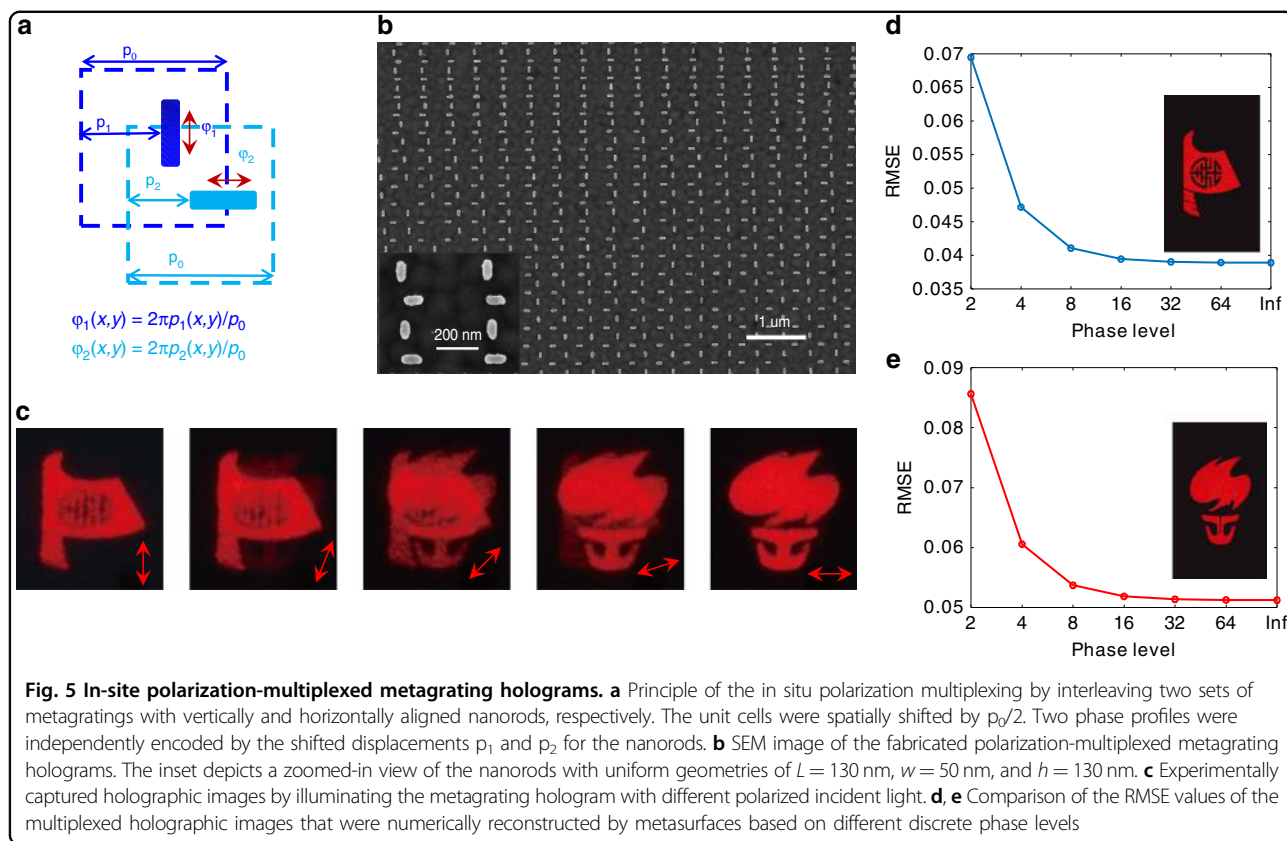 a
p₀
p₁
φ₁
φ₂
p₂
p₀
φ₁(x,y) = 2πp₁(x,y)/p₀
φ₂(x,y) = 2πp₂(x,y)/p₀
b
200 nm
1 um
c
d
0.07
0.065
0.06
0.055
0.05
0.045
0.04
0.035
RMSE
2 4 8 16 32 64 Inf
Phase level
e
0.09
0.08
0.07
0.06
0.05
RMSE
2 4 8 16 32 64 Inf
Phase level
Fig. 5 In-site polarization-multiplexed metagrating holograms. a Principle of the in situ polarization multiplexing by interleaving two sets of
metagratings with vertically and horizontally aligned nanorods, respectively. The unit cells were spatially shifted by p₀/2. Two phase profiles were
independently encoded by the shifted displacements p₁ and p₂ for the nanorods. b SEM image of the fabricated polarization-multiplexed metagrating
holograms. The inset depicts a zoomed-in view of the nanorods with uniform geometries of L = 130 nm, w = 50 nm, and h = 130 nm. c Experimentally
captured holographic images by illuminating the metagrating hologram with different polarized incident light. d, e Comparison of the RMSE values of the
multiplexed holographic images that were numerically reconstructed by metasurfaces based on different discrete phase levels